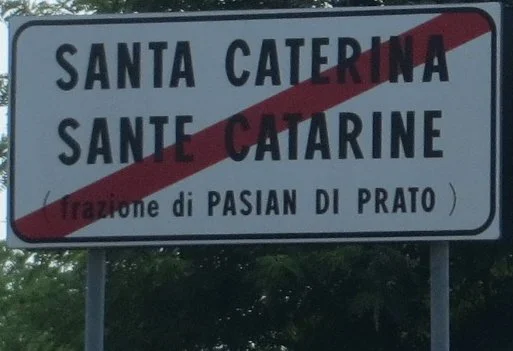 SANTA CATERINA
SANTE CATARINE
(frazione di PASIAN DI PRATO)